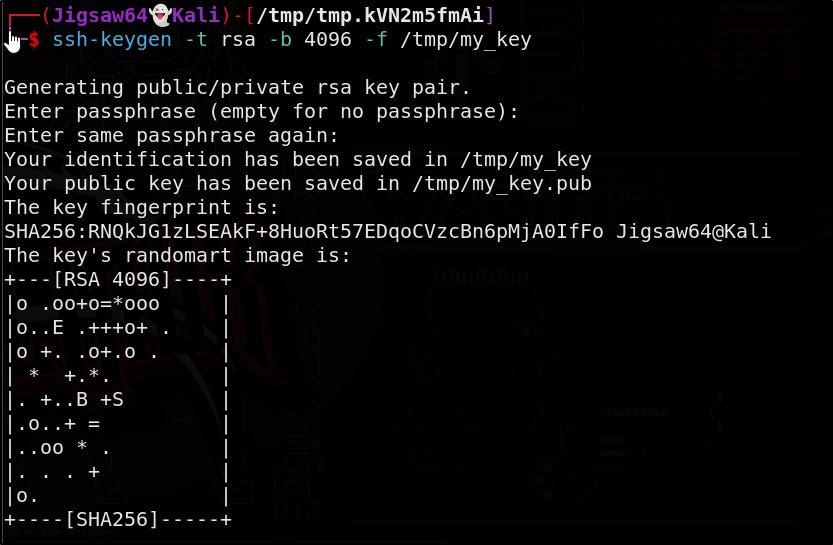 ┌──(Jigsaw64👻Kali)-[/tmp/tmp.kVN2m5fmAi]
└─$ ssh-keygen -t rsa -b 4096 -f /tmp/my_key
Generating public/private rsa key pair.
Enter passphrase (empty for no passphrase):
Enter same passphrase again:
Your identification has been saved in /tmp/my_key
Your public key has been saved in /tmp/my_key.pub
The key fingerprint is:
SHA256:RNQkJG1zLSEAkF+8HuoRt57EDqoCVzcBn6pMjA0IfFo Jigsaw64@Kali
The key's randomart image is:
+---[RSA 4096]----+
|o .oo+o=*ooo     |
|o..E .+++o+ .    |
|o +. .o+.o .     |
| *  +.*.         |
|. +..B +S        |
|.o..+ =          |
|..oo * .         |
|. . . +          |
|o.               |
+----[SHA256]-----+
TheFatRat